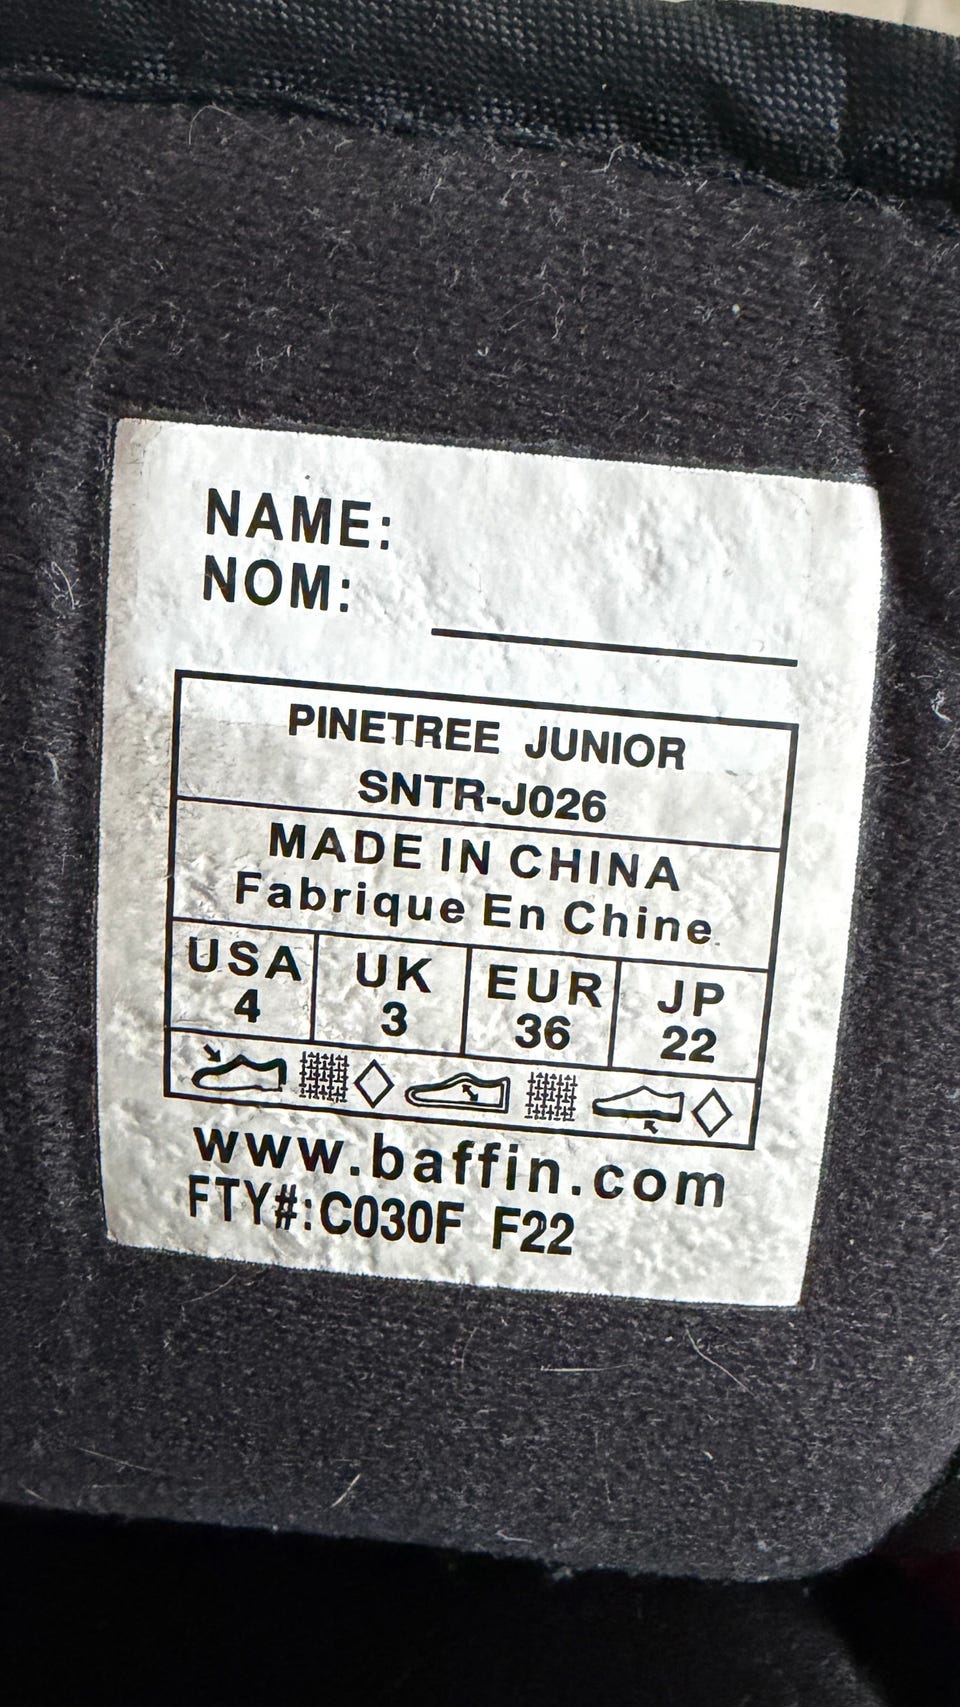 NAME:
NOM:
PINETREE JUNIOR
SNTR-J026
MADE IN CHINA
Fabrique En Chine
USA UK EUR JP
4 3 36 22
www.baffin.com
FTY#:C030F F22